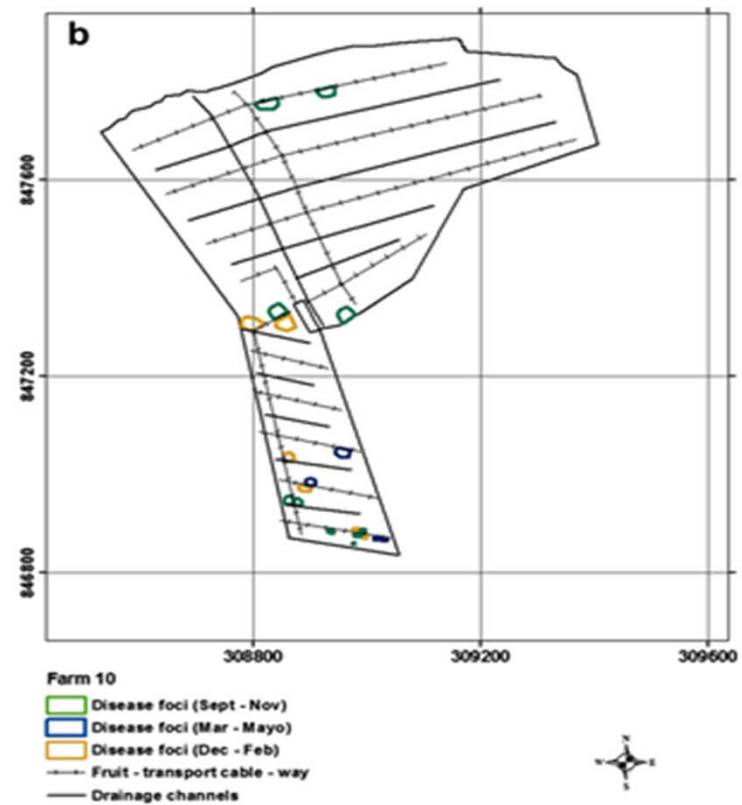 b
847600
847200
846800
308800 309200 309600
Farm 10
Disease foci (Sept - Nov)
Disease foci (Mar - Mayo)
Disease foci (Dec - Feb)
Fruit - transport cable - way
Drainage channels
N
W E
S